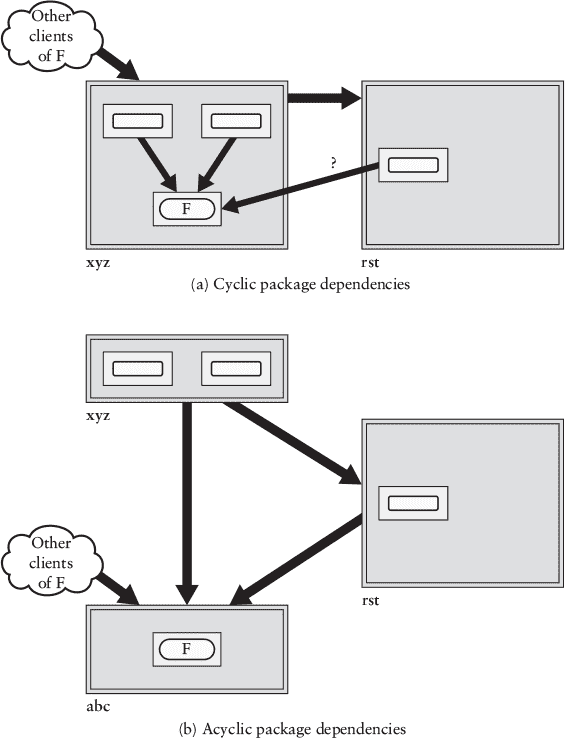 Other
clients
of F
?
F
xyz
rst
(a) Cyclic package dependencies
xyz
Other
clients
of F
rst
F
abc
(b) Acyclic package dependencies